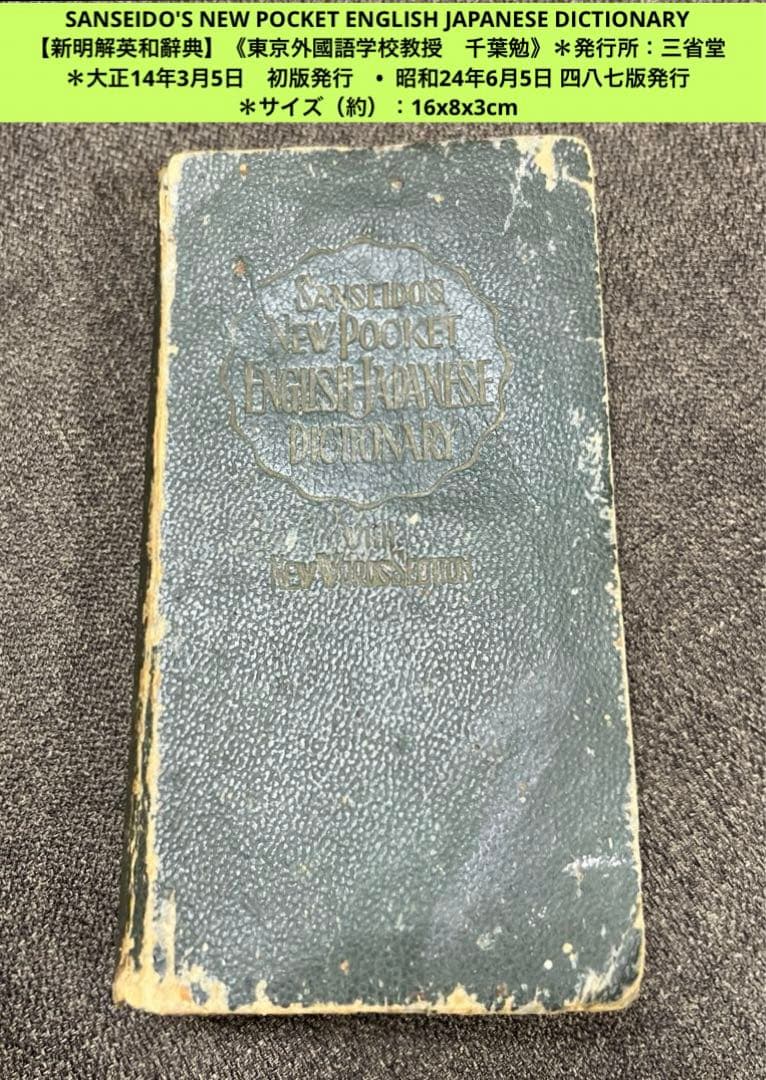 SANSEIDO'S NEW POCKET ENGLISH JAPANESE DICTIONARY
【新明解英和辭典】《東京外國語学校教授　千葉勉》＊発行所：三省堂
＊大正14年3月5日　初版発行　•　昭和24年6月5日 四八七版発行
＊サイズ（約）：16x8x3cm
SANSEIDO'S
NEW POCKET
ENGLISH-JAPANESE
DICTIONARY
WITH
NEW WORDS SECTION